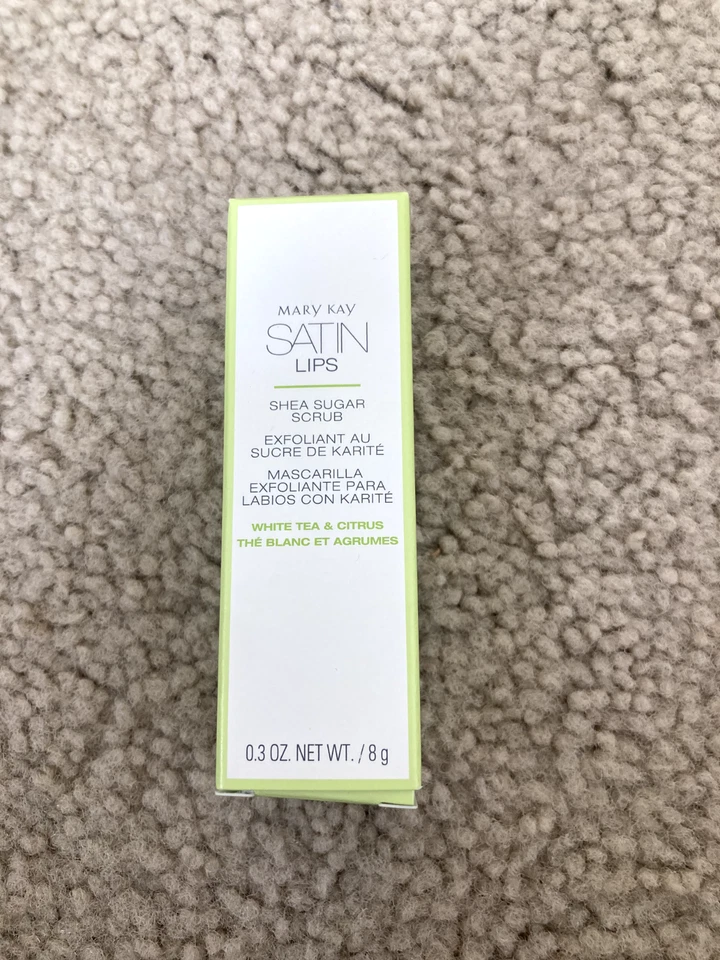 MARY KAY
SATIN
LIPS
SHEA SUGAR
SCRUB
EXFOLIANT AU
SUCRE DE KARITÉ
MASCARILLA
EXFOLIANTE PARA
LABIOS CON KARITÉ
WHITE TEA & CITRUS
THÉ BLANC ET AGRUMES
0.3 OZ. NET WT. / 8 g